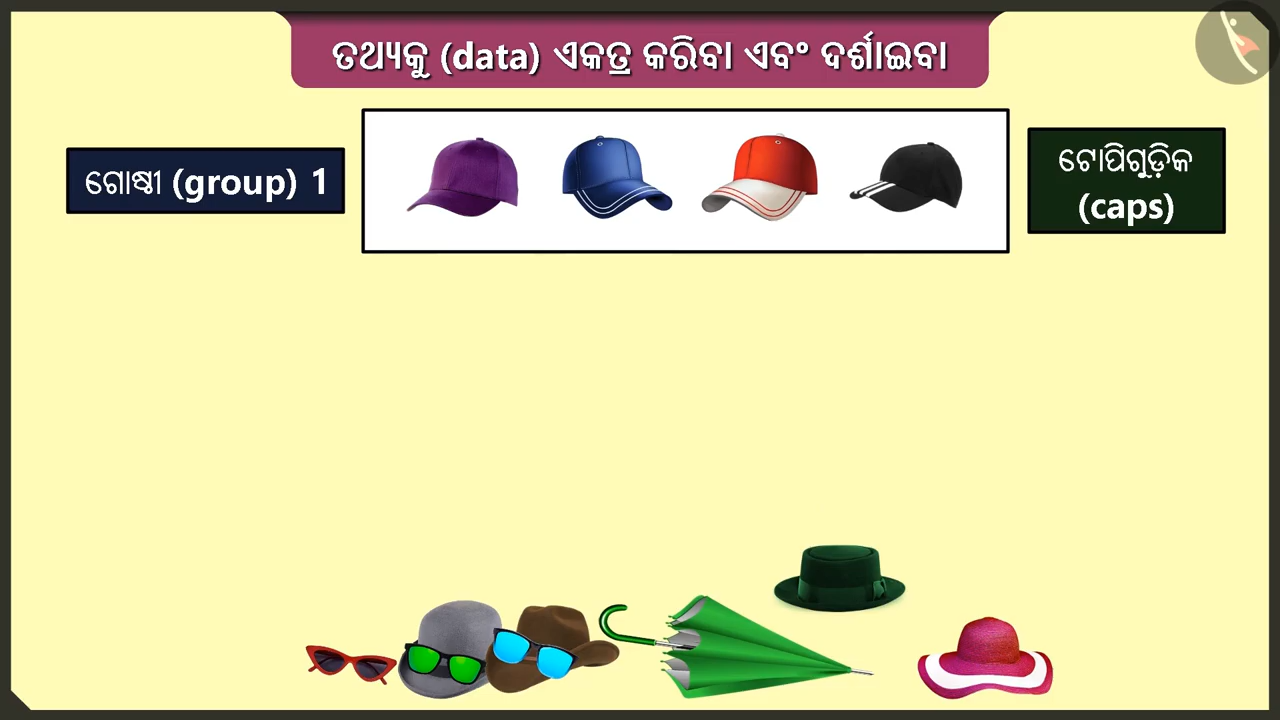 ତଥ୍ୟକୁ (data) ଏକତ୍ର କରିବା ଏବଂ ଦର୍ଶାଇବା
ଗୋଷ୍ଠୀ (group) 1
ଟୋପିଗୁଡ଼ିକ
(caps)